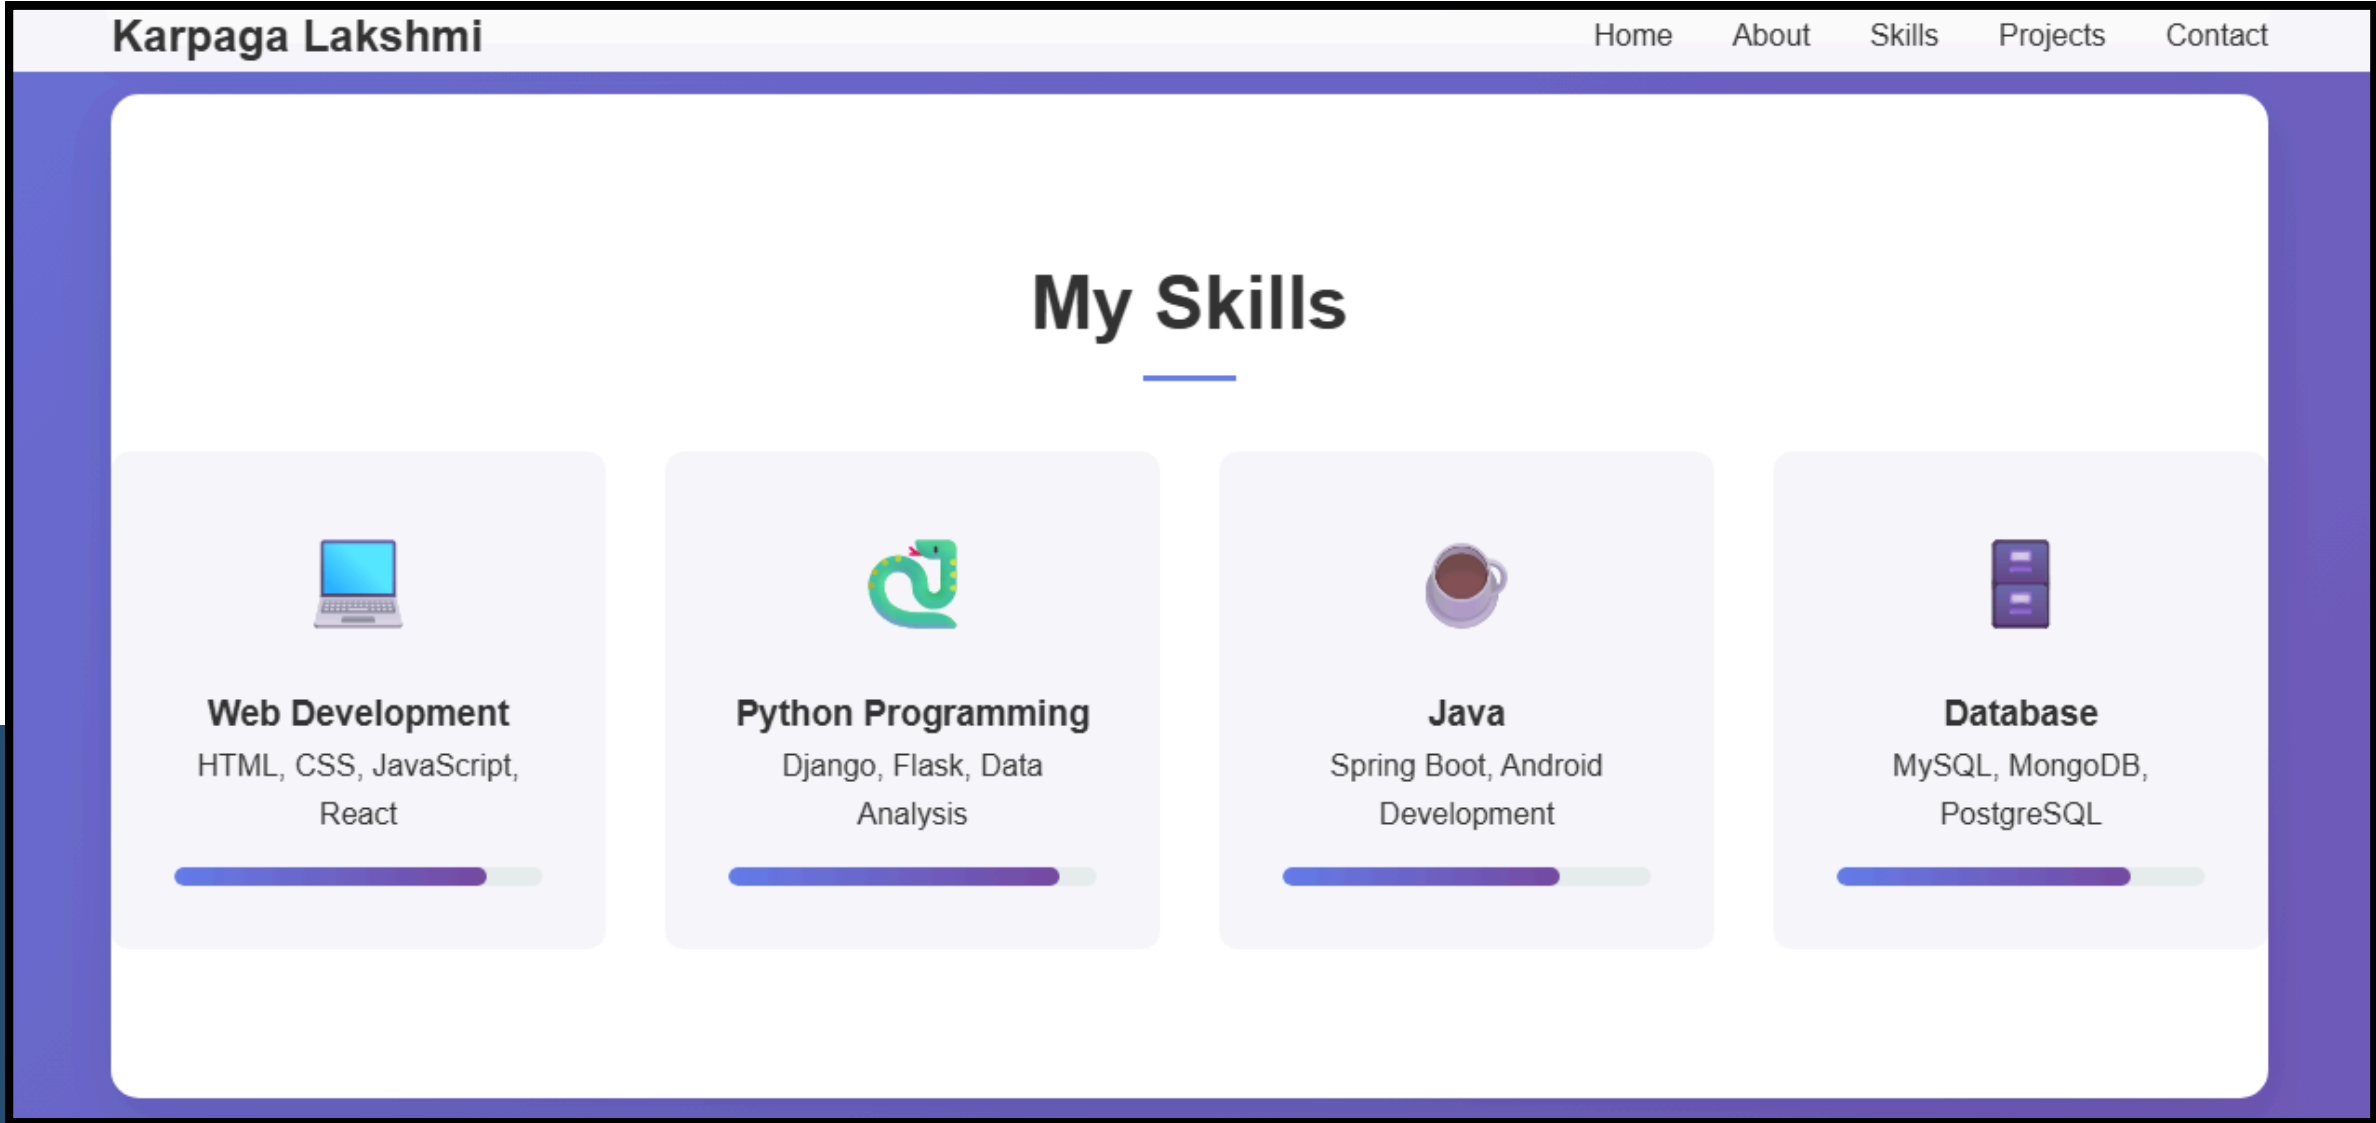 Karpaga Lakshmi
Home About Skills Projects Contact
My Skills
Web Development
HTML, CSS, JavaScript,
React
Python Programming
Django, Flask, Data
Analysis
Java
Spring Boot, Android
Development
Database
MySQL, MongoDB,
PostgreSQL